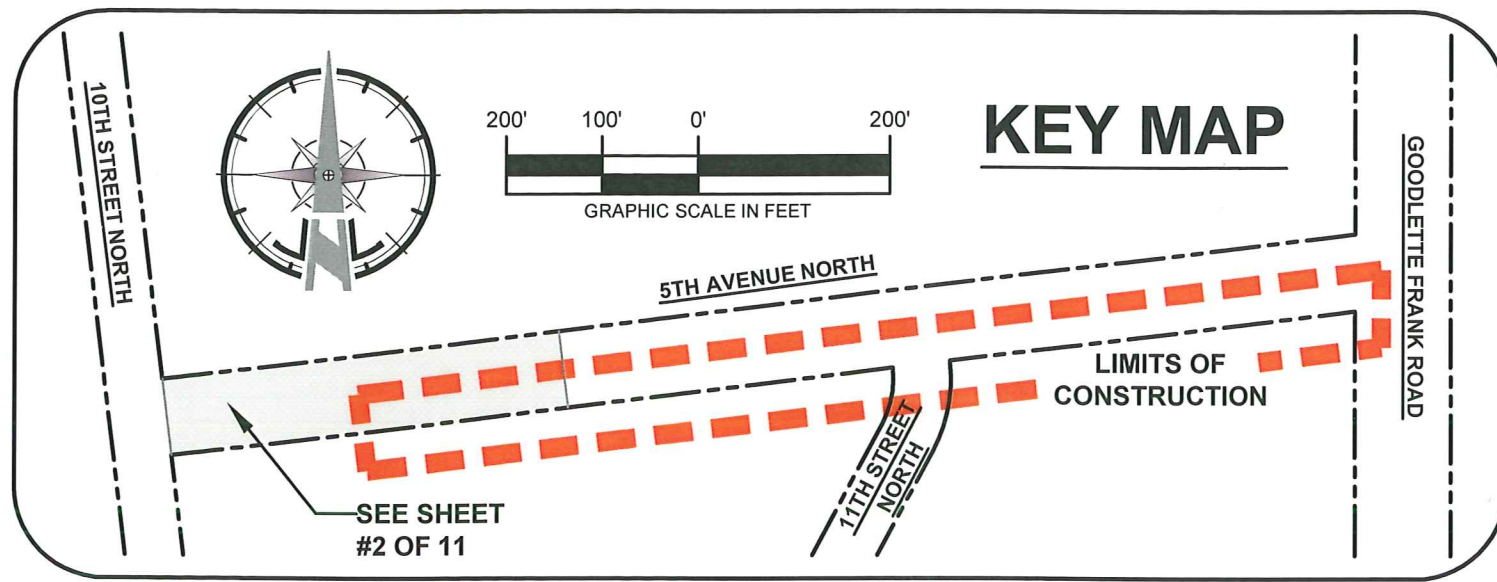 10TH STREET NORTH
200' 100' 0' 200'
GRAPHIC SCALE IN FEET
KEY MAP
GOODLETTE FRANK ROAD
N
5TH AVENUE NORTH
LIMITS OF
CONSTRUCTION
11TH STREET
NORTH
SEE SHEET
#2 OF 11